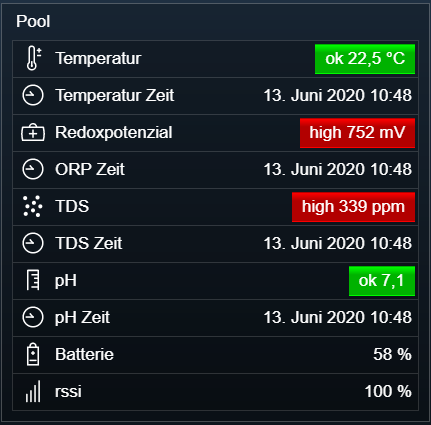 Pool
Temperatur ok 22,5 °C
Temperatur Zeit 13. Juni 2020 10:48
Redoxpotenzial high 752 mV
ORP Zeit 13. Juni 2020 10:48
TDS high 339 ppm
TDS Zeit 13. Juni 2020 10:48
pH ok 7,1
pH Zeit 13. Juni 2020 10:48
Batterie 58 %
rssi 100 %